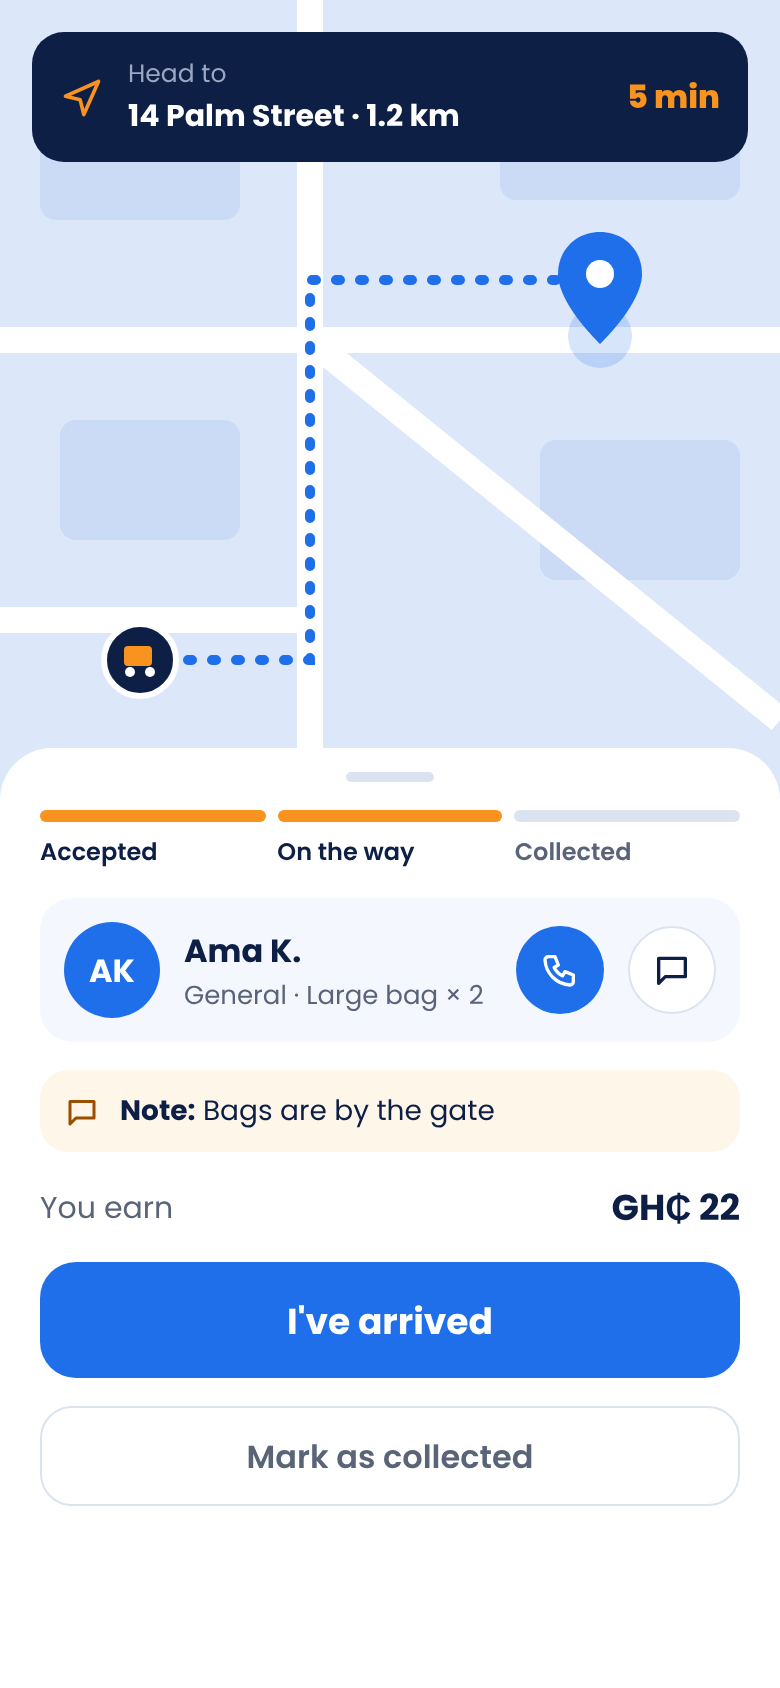 Head to
14 Palm Street · 1.2 km
5 min
Accepted
On the way
Collected
AK
Ama K.
General · Large bag × 2
Note: Bags are by the gate
You earn
GH₵ 22
I've arrived
Mark as collected